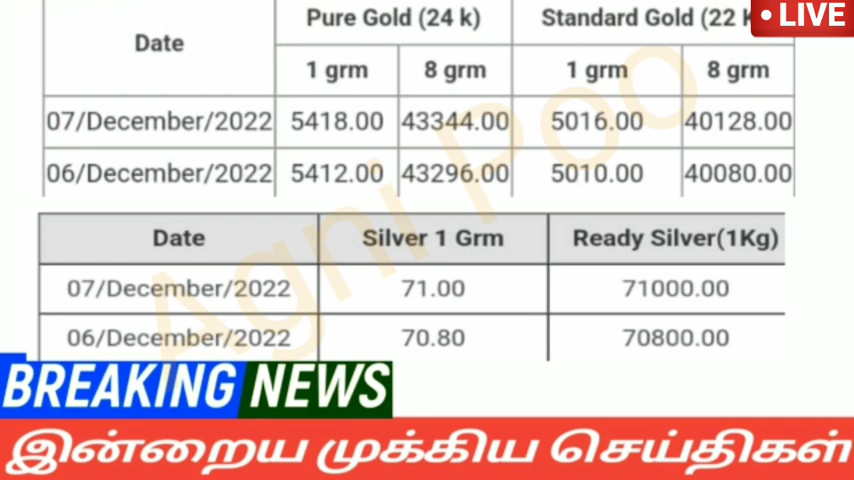 Pure Gold (24 k) Standard Gold (22 K
• LIVE
Date
1 grm 8 grm 1 grm 8 grm
07/December/2022 5418.00 43344.00 5016.00 40128.00
06/December/2022 5412.00 43296.00 5010.00 40080.00
Date Silver 1 Grm Ready Silver(1Kg)
07/December/2022 71.00 71000.00
06/December/2022 70.80 70800.00
Agni Poo
BREAKING NEWS
இன்றைய முக்கிய செய்திகள்